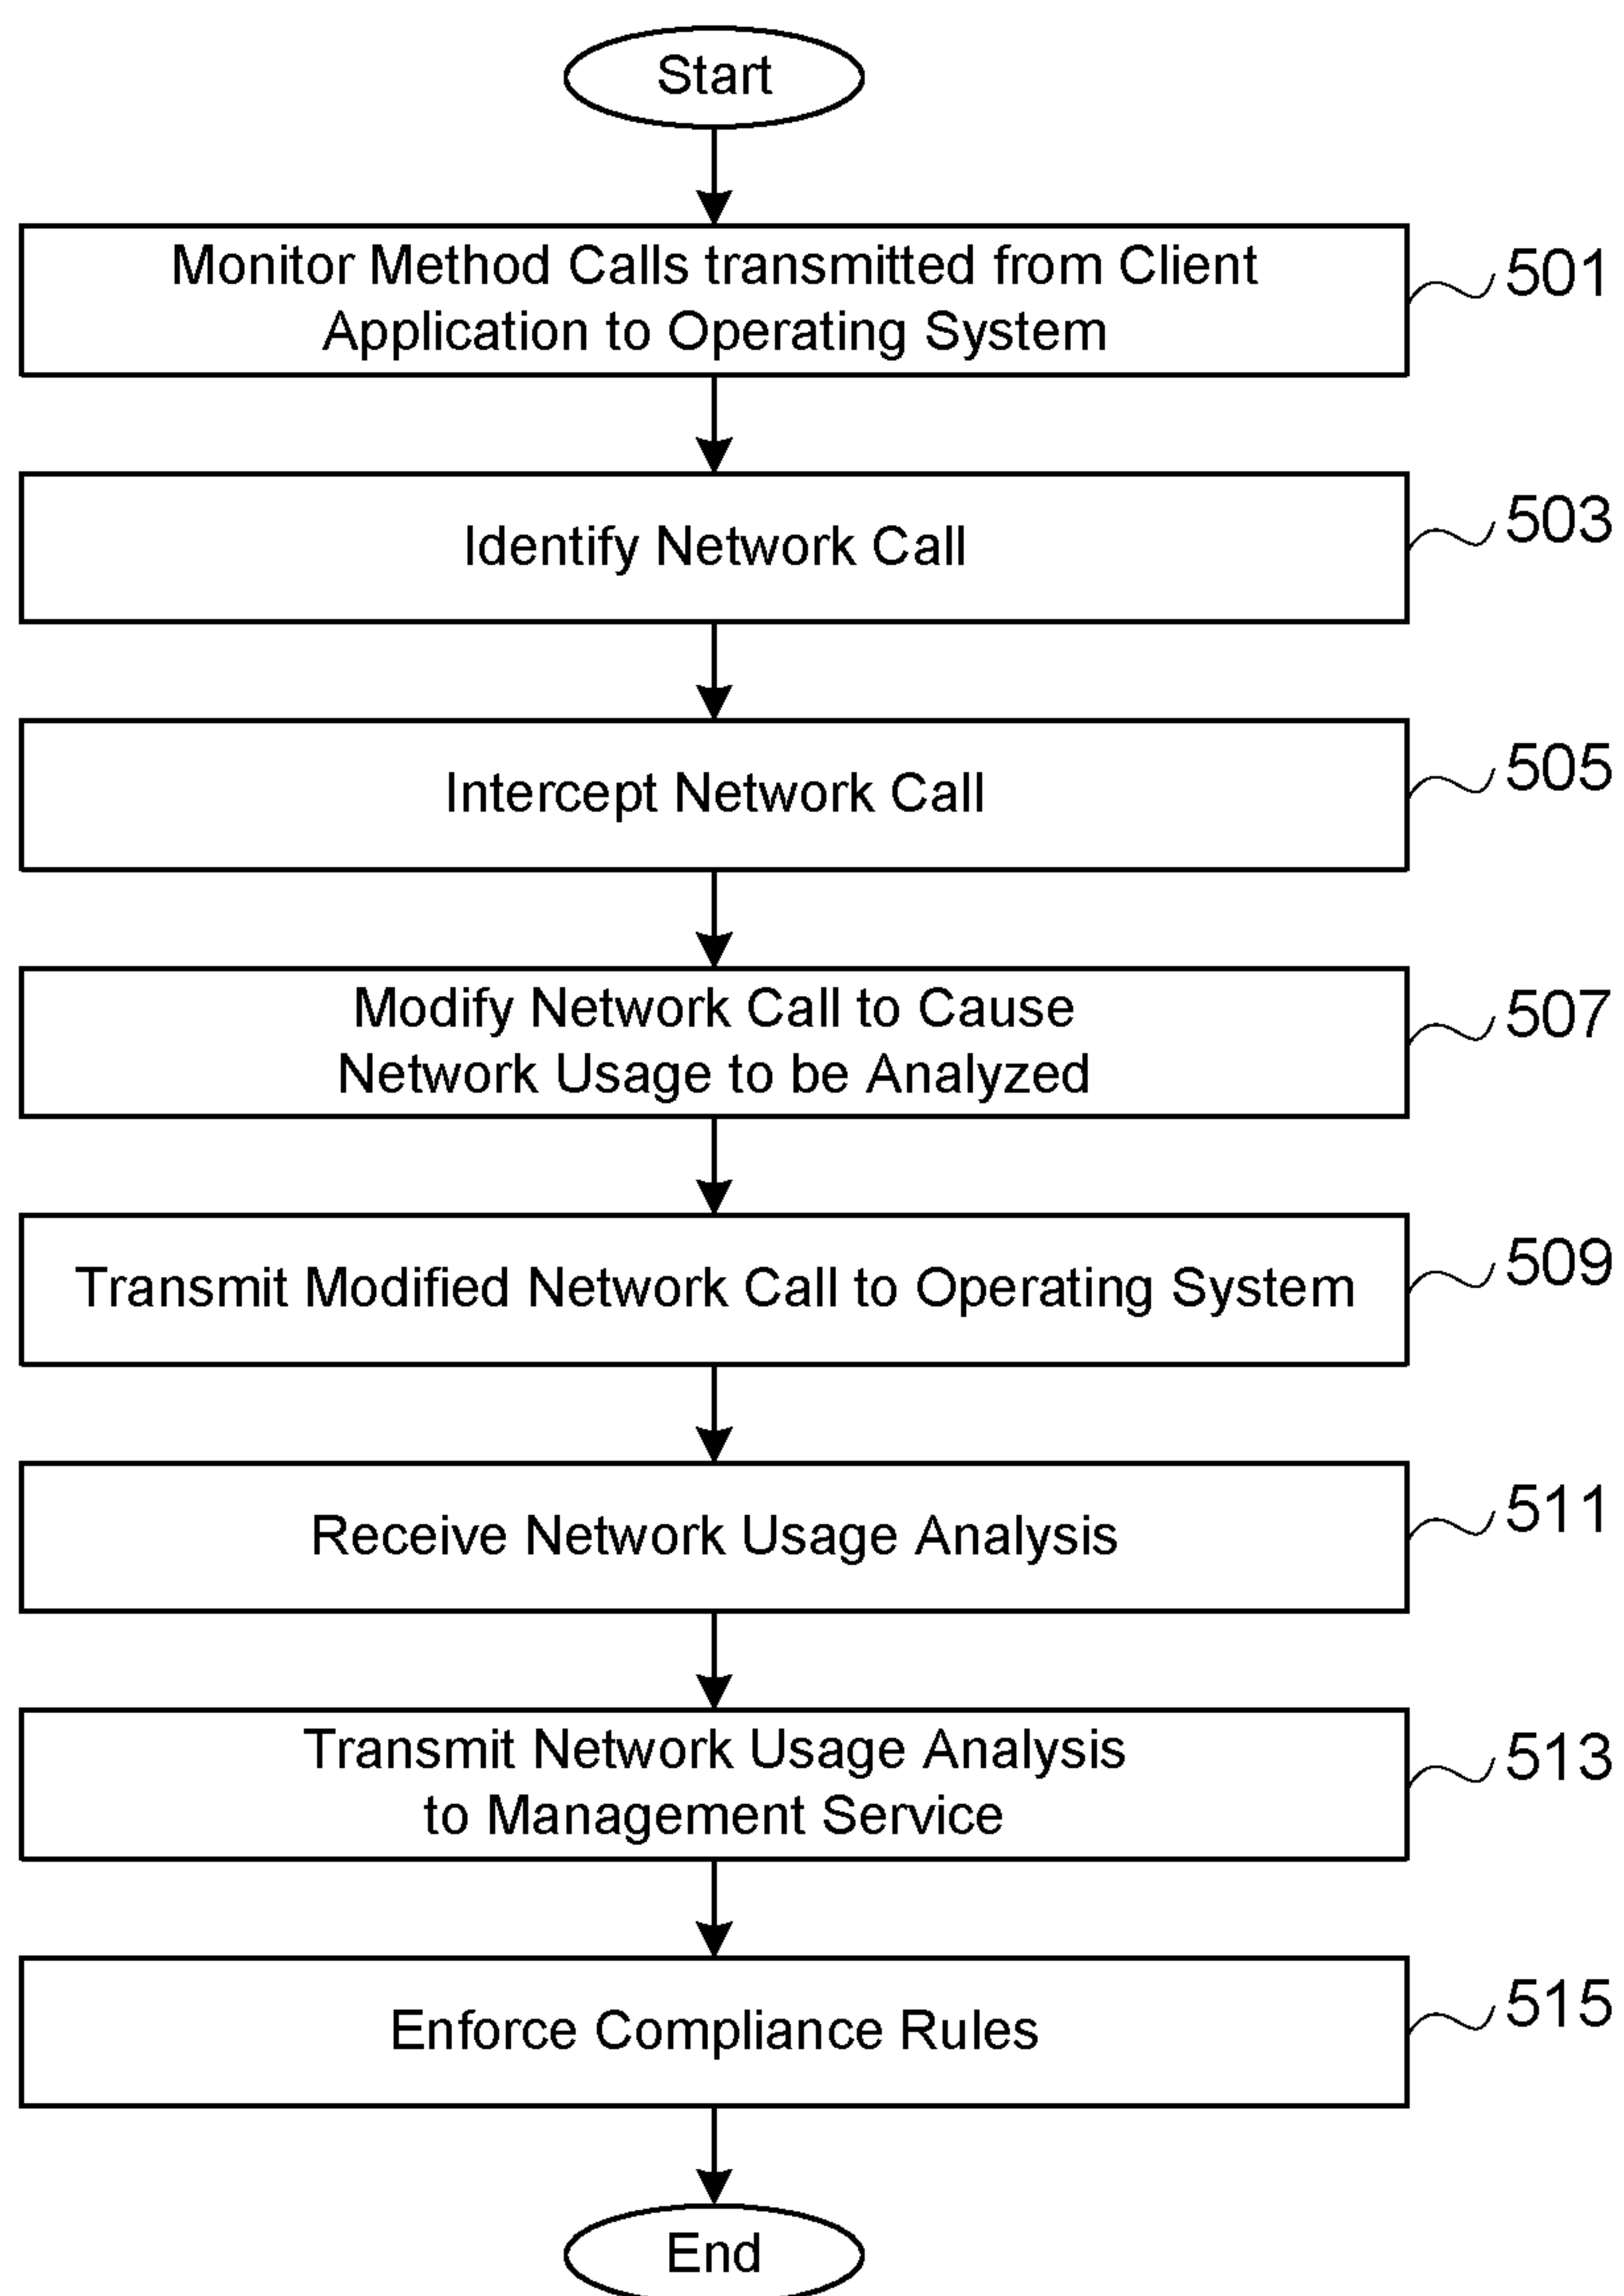 Start
Monitor Method Calls transmitted from Client
Application to Operating System
501
Identify Network Call
503
Intercept Network Call
505
Modify Network Call to Cause
Network Usage to be Analyzed
507
Transmit Modified Network Call to Operating System
509
Receive Network Usage Analysis
511
Transmit Network Usage Analysis
to Management Service
513
Enforce Compliance Rules
515
End